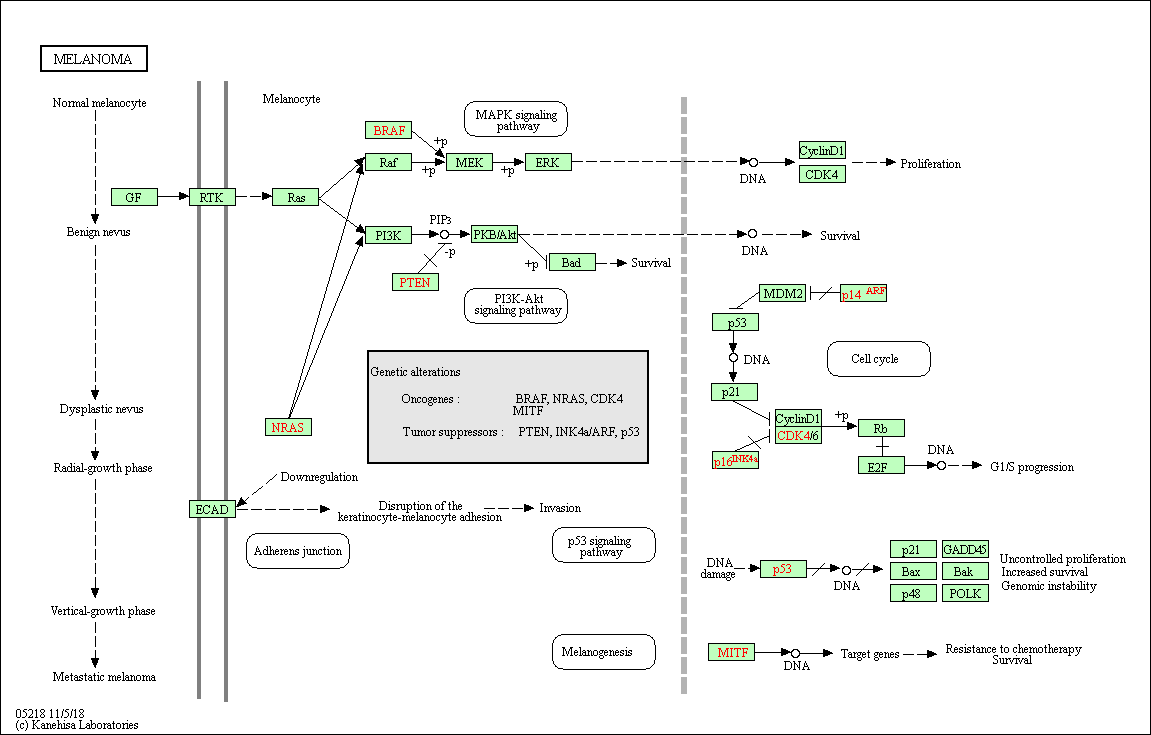 MELANOMA
Normal melanocyte
Melanocyte
MAPK signaling
pathway
BRAF
+p
Raf
+p
MEK
+p
ERK
DNA
CyclinD1
CDK4
Proliferation
GF
RTK
Ras
Benign nevus
PI3K
PIP3
-p
PKB/Akt
+p
Bad
Survival
DNA
Survival
PTEN
PI3K-Akt
signaling pathway
MDM2
p14 ARF
p53
DNA
Cell cycle
p21
Genetic alterations
Oncogenes :
BRAF, NRAS, CDK4
MITF
Tumor suppressors :
PTEN, INK4a/ARF, p53
Dysplastic nevus
NRAS
CyclinD1
CDK4/6
+p
Rb
p16 INK4a
E2F
DNA
G1/S progression
Radial-growth phase
Downregulation
ECAD
Disruption of the
keratinocyte-melanocyte adhesion
Invasion
Adherens junction
p53 signaling
pathway
DNA
damage
p53
DNA
p21
GADD45
Bax
Bak
p48
POLK
Uncontrolled proliferation
Increased survival
Genomic instability
Vertical-growth phase
Melanogenesis
MITF
DNA
Target genes
Resistance to chemotherapy
Survival
Metastatic melanoma
05218 11/5/18
(c) Kanehisa Laboratories